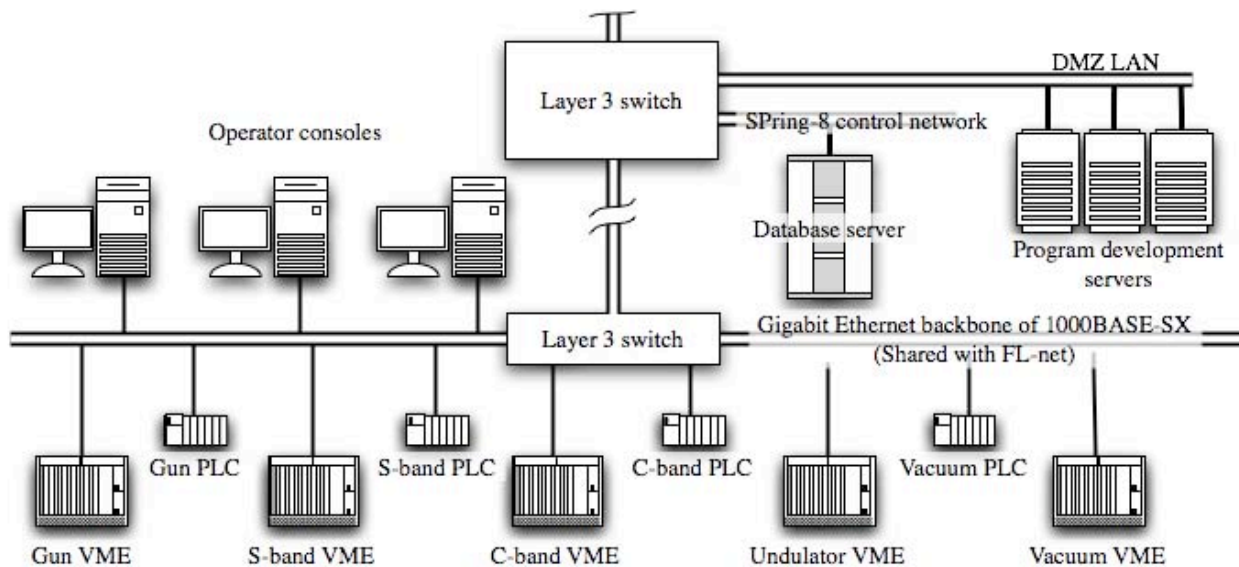 DMZ LAN
Layer 3 switch
SPring-8 control network
Operator consoles
Database server
Program development
servers
Gigabit Ethernet backbone of 1000BASE-SX
Layer 3 switch
(Shared with FL-net)
Gun PLC
S-band PLC
C-band PLC
Vacuum PLC
Gun VME
S-band VME
C-band VME
Undulator VME
Vacuum VME